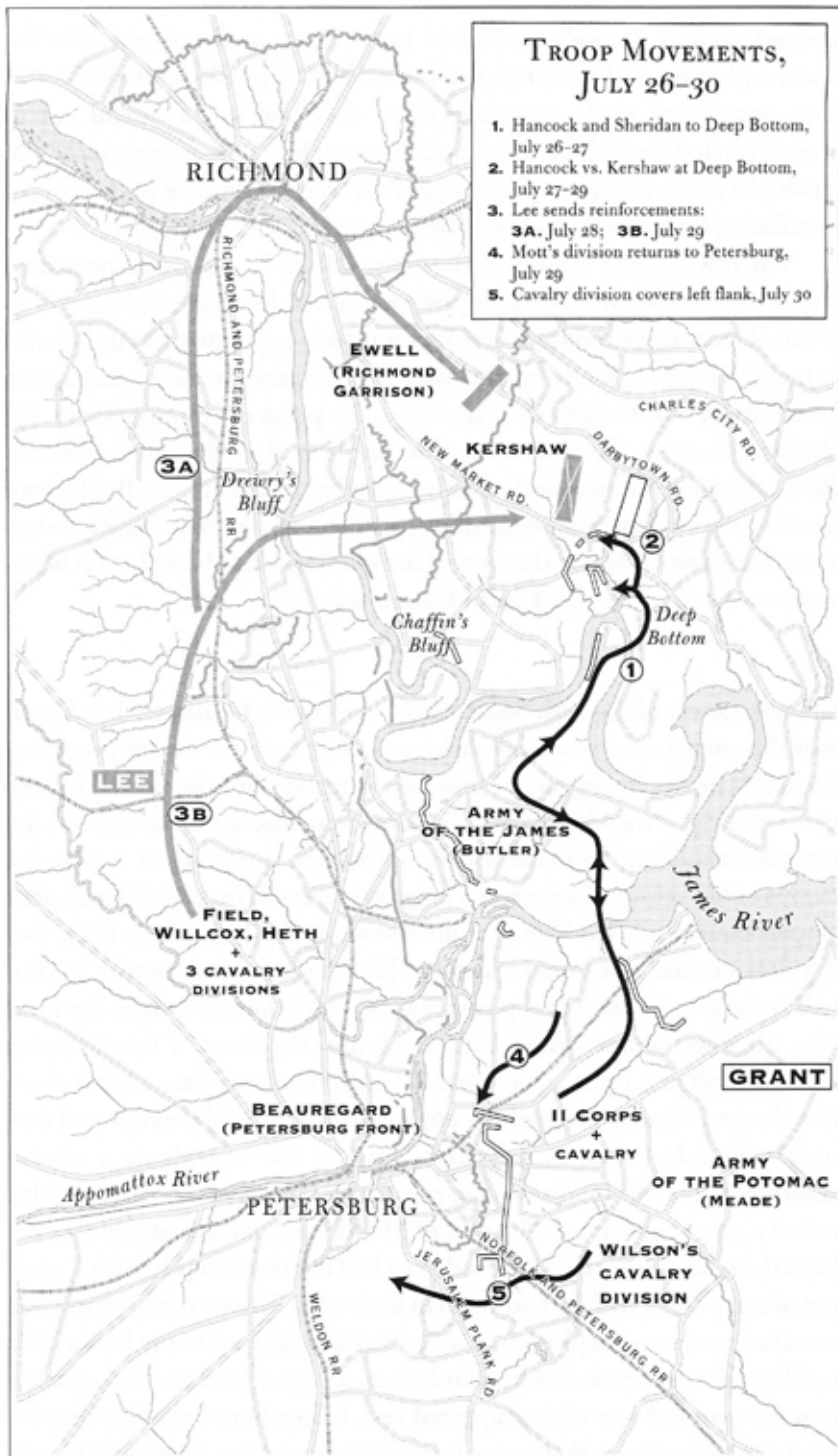 TROOP MOVEMENTS,
JULY 26–30
1. Hancock and Sheridan to Deep Bottom,
July 26–27
2. Hancock vs. Kershaw at Deep Bottom,
July 27–29
3. Lee sends reinforcements:
3A. July 28; 3B. July 29
4. Mott's division returns to Petersburg,
July 29
5. Cavalry division covers left flank, July 30
RICHMOND
RICHMOND AND PETERSBURG RR
EWELL
(RICHMOND
GARRISON)
CHARLES CITY RD.
DARBYTOWN RD.
NEW MARKET RD.
KERSHAW
3A
Drewry's
Bluff
2
Chaffin's
Bluff
Deep
Bottom
1
LEE
3B
ARMY
OF THE JAMES
(BUTLER)
James River
FIELD,
WILLCOX, HETH
+
3 CAVALRY
DIVISIONS
4
GRANT
BEAUREGARD
(PETERSBURG FRONT)
II CORPS
+
CAVALRY
ARMY
OF THE POTOMAC
(MEADE)
Appomattox River
PETERSBURG
NORFOLK AND PETERSBURG RR
JERUSALEM PLANK RD
WELDON RR
5
WILSON'S
CAVALRY
DIVISION